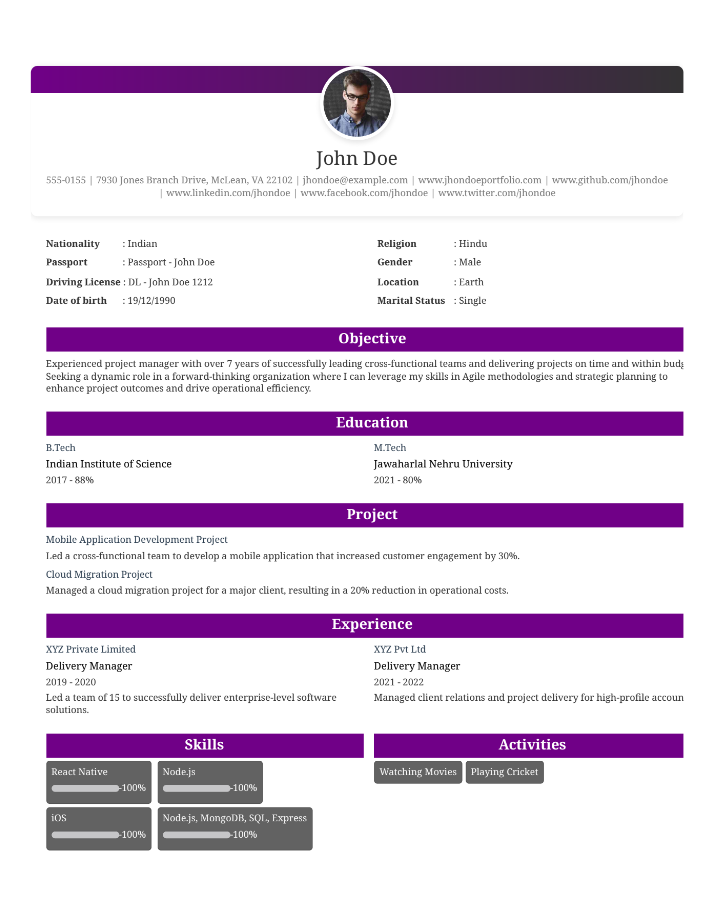 John Doe
555-0155 | 7930 Jones Branch Drive, McLean, VA 22102 | jhondoe@example.com | www.jhondoeportfolio.com | www.github.com/jhondoe
| www.linkedin.com/jhondoe | www.facebook.com/jhondoe | www.twitter.com/jhondoe
Nationality : Indian
Passport : Passport - John Doe
Driving License : DL - John Doe 1212
Date of birth : 19/12/1990
Religion : Hindu
Gender : Male
Location : Earth
Marital Status : Single
Objective
Experienced project manager with over 7 years of successfully leading cross-functional teams and delivering projects on time and within budg
Seeking a dynamic role in a forward-thinking organization where I can leverage my skills in Agile methodologies and strategic planning to
enhance project outcomes and drive operational efficiency.
Education
B.Tech
Indian Institute of Science
2017 - 88%
M.Tech
Jawaharlal Nehru University
2021 - 80%
Project
Mobile Application Development Project
Led a cross-functional team to develop a mobile application that increased customer engagement by 30%.
Cloud Migration Project
Managed a cloud migration project for a major client, resulting in a 20% reduction in operational costs.
Experience
XYZ Private Limited
Delivery Manager
2019 - 2020
Led a team of 15 to successfully deliver enterprise-level software
solutions.
XYZ Pvt Ltd
Delivery Manager
2021 - 2022
Managed client relations and project delivery for high-profile accoun
Skills
React Native
-100%
Node.js
-100%
iOS
-100%
Node.js, MongoDB, SQL, Express
-100%
Activities
Watching Movies
Playing Cricket